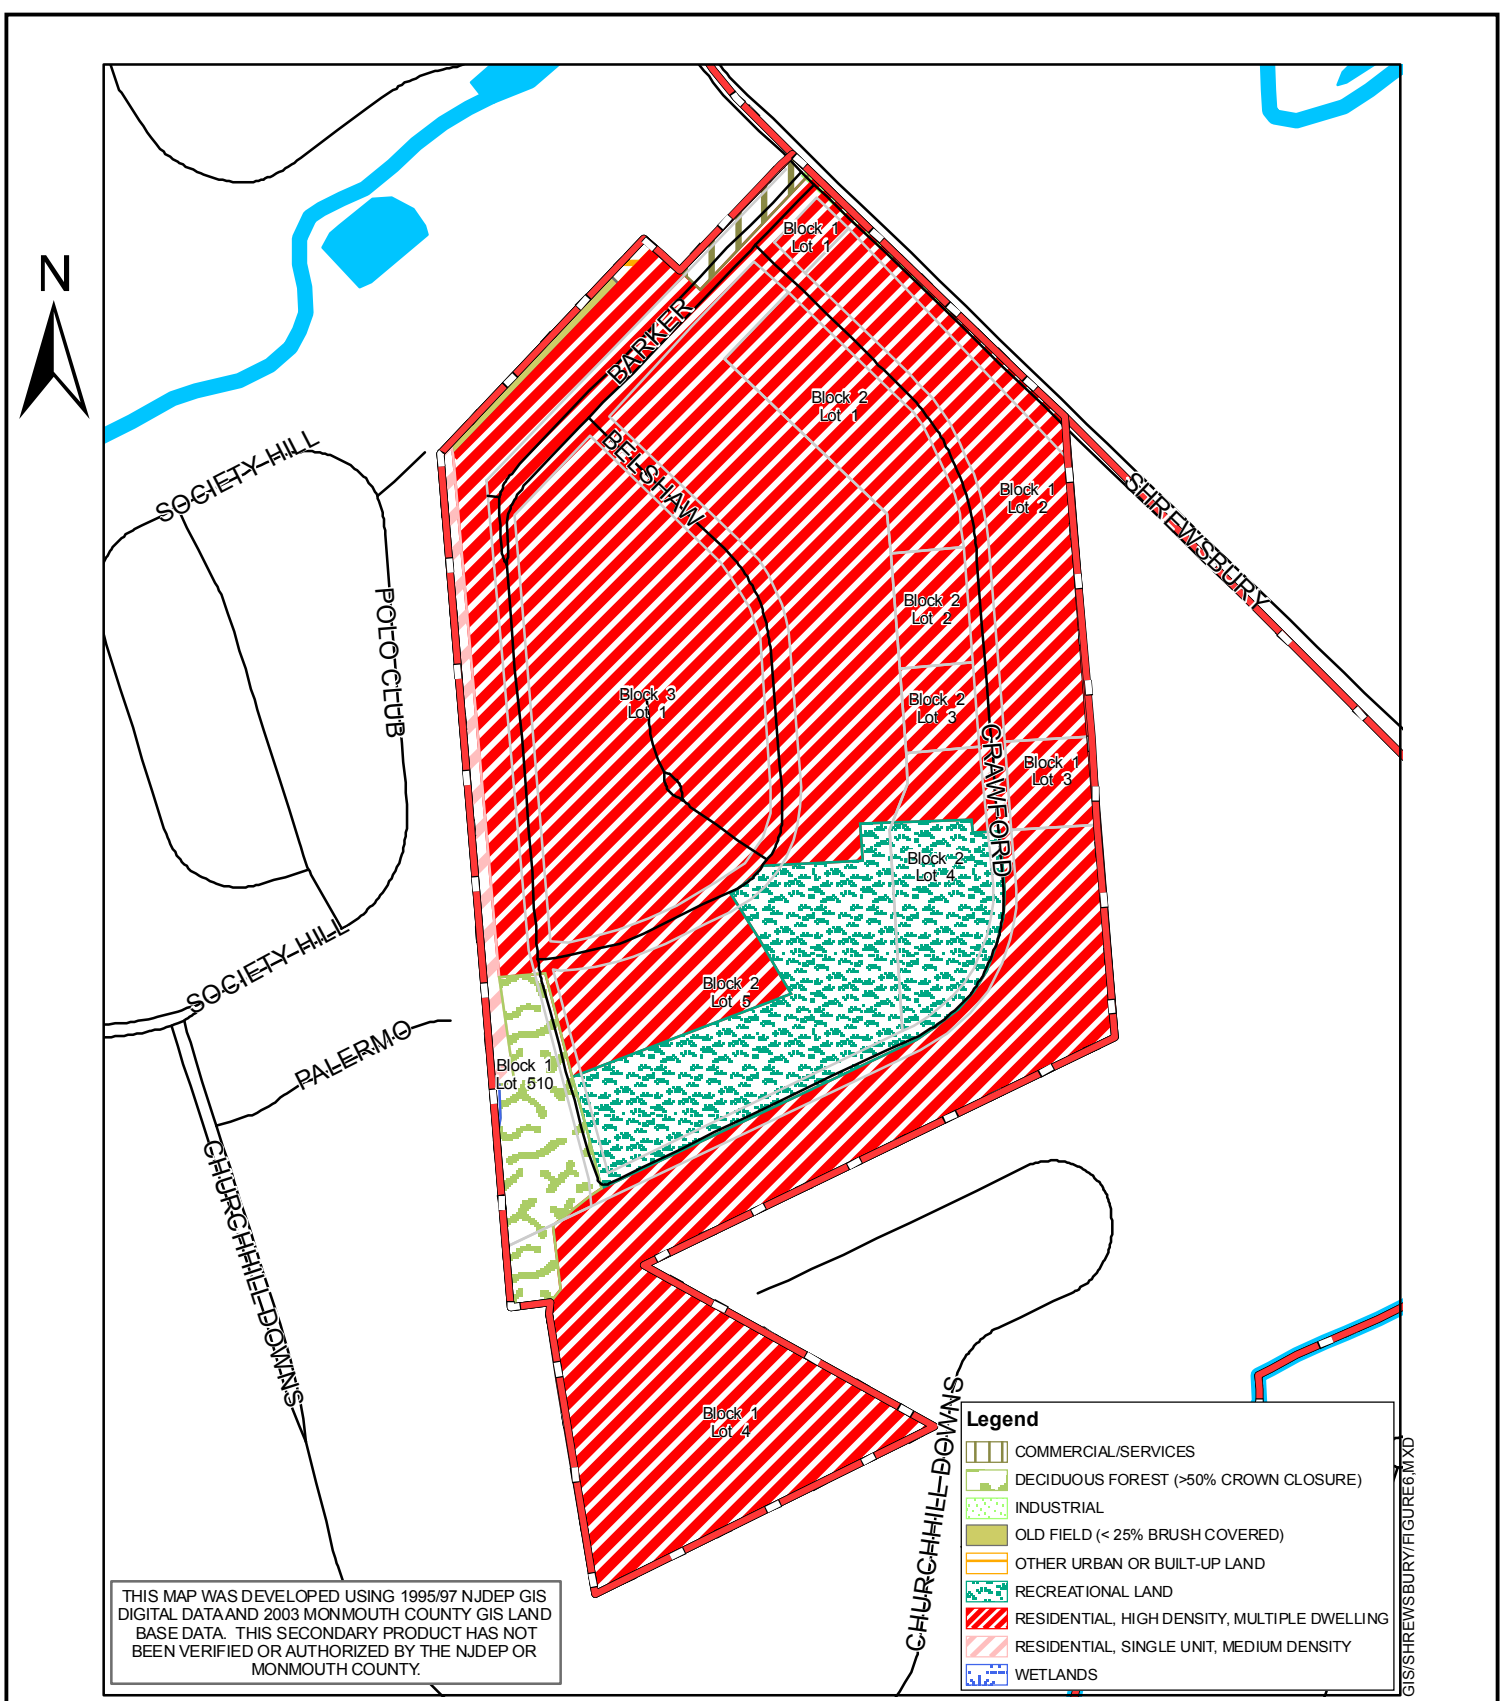 N
Block 1
Lot 1
BARKER
Block 2
Lot 1
BELSHAW
SOCIETY HILL
Block 1
Lot 2
SHREWSBURY
POLO CLUB
Block 2
Lot 2
Block 3
Lot 1
Block 2
Lot 3
CRAWFORD
Block 1
Lot 3
Block 2
Lot 4
SOCIETY HILL
Block 2
Lot 5
PALERMO
Block 1
Lot 510
CHURCHHILL DOWNS
Block 1
Lot 4
CHURCHHILL DOWNS
Legend
COMMERCIAL/SERVICES
DECIDUOUS FOREST (>50% CROWN CLOSURE)
INDUSTRIAL
OLD FIELD (< 25% BRUSH COVERED)
OTHER URBAN OR BUILT-UP LAND
RECREATIONAL LAND
RESIDENTIAL, HIGH DENSITY, MULTIPLE DWELLING
RESIDENTIAL, SINGLE UNIT, MEDIUM DENSITY
WETLANDS
GIS/SHREWSBURY/FIGURE6.MXD
THIS MAP WAS DEVELOPED USING 1995/97 NJDEP GIS
DIGITAL DATA AND 2003 MONMOUTH COUNTY GIS LAND
BASE DATA. THIS SECONDARY PRODUCT HAS NOT
BEEN VERIFIED OR AUTHORIZED BY THE NJDEP OR
MONMOUTH COUNTY.